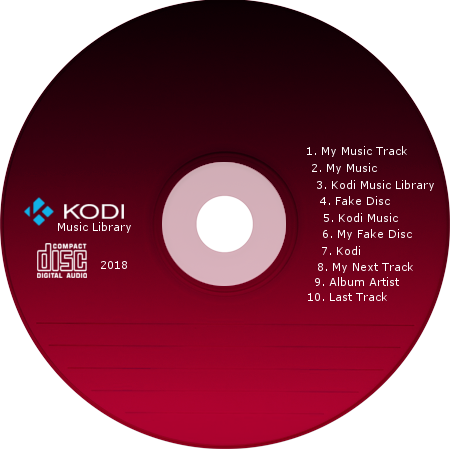 KODI
Music Library
COMPACT
disc
DIGITAL AUDIO
2018
1. My Music Track
2. My Music
3. Kodi Music Library
4. Fake Disc
5. Kodi Music
6. My Fake Disc
7. Kodi
8. My Next Track
9. Album Artist
10. Last Track